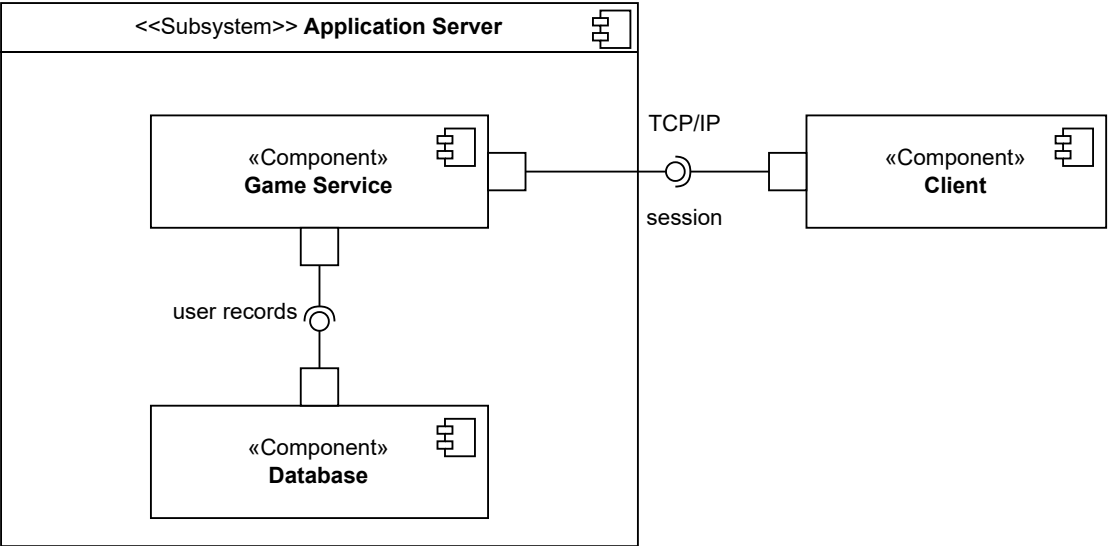 <<Subsystem>> Application Server
«Component»
Game Service
TCP/IP
session
«Component»
Client
user records
«Component»
Database